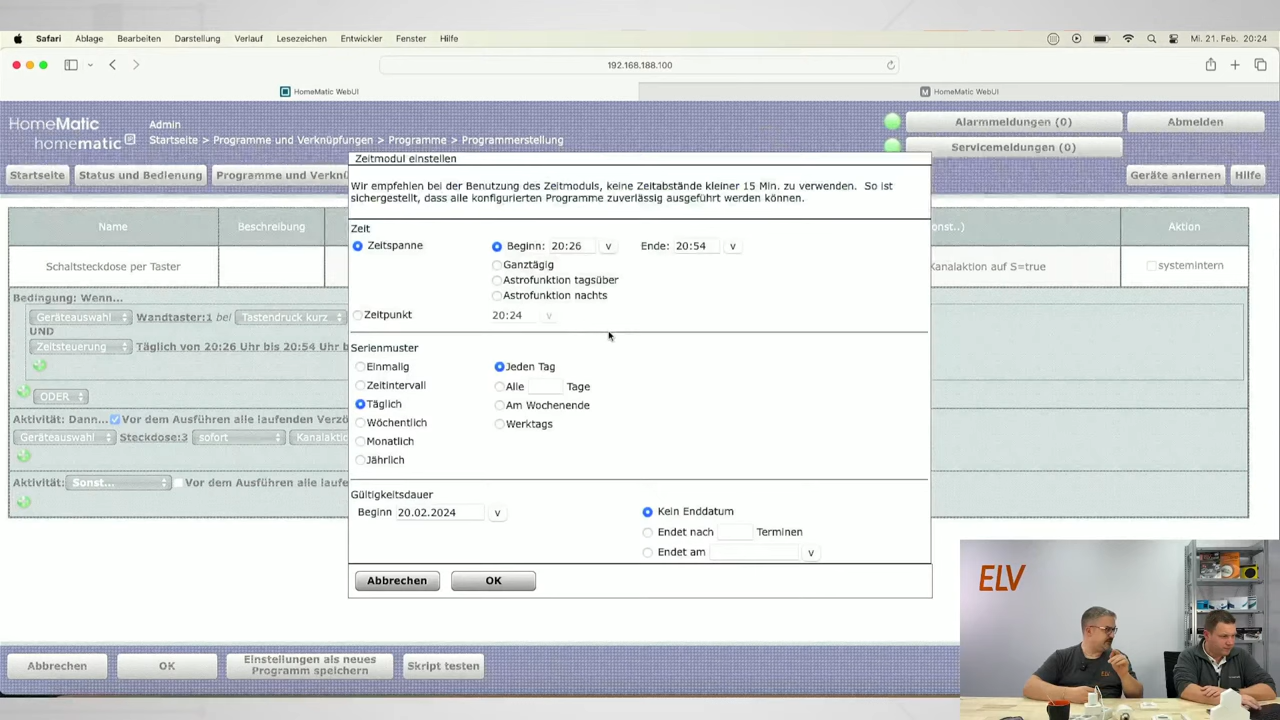 Safari Ablage Bearbeiten Darstellung Verlauf Lesezeichen Entwickler Fenster Hilfe
Mi. 21. Feb. 20:24
192.168.188.100
HomeMatic WebUI
HomeMatic WebUI
HomeMatic
homematic
Admin
Startseite > Programme und Verknüpfungen > Programme > Programmerstellung
Alarmmeldungen (0)
Abmelden
Servicemeldungen (0)
Startseite
Status und Bedienung
Programme und Verknü
Geräte anlernen
Hilfe
Zeitmodul einstellen
Wir empfehlen bei der Benutzung des Zeitmoduls, keine Zeitabstände kleiner 15 Min. zu verwenden. So ist
sichergestellt, dass alle konfigurierten Programme zuverlässig ausgeführt werden können.
Name
Beschreibung
onst..)
Aktion
Schaltsteckdose per Taster
Kanalaktion auf S=true
systemintern
Bedingung: Wenn...
Geräteauswahl Wandtaster:1 bei Tastendruck kurz
UND
Zeitsteuerung Täglich von 20:26 Uhr bis 20:54 Uhr b
ODER
Aktivität: Dann... Vor dem Ausführen alle laufenden Verzö
Geräteauswahl Steckdose:3 sofort Kanalaktio
Aktivität: Sonst... Vor dem Ausführen alle laufe
Zeit
Zeitspanne
Beginn: 20:26 v Ende: 20:54 v
Ganztägig
Astrofunktion tagsüber
Astrofunktion nachts
Zeitpunkt
20:24 v
Serienmuster
Einmalig
Zeitintervall
Täglich
Wöchentlich
Monatlich
Jährlich
Jeden Tag
Alle Tage
Am Wochenende
Werktags
Gültigkeitsdauer
Beginn 20.02.2024 v
Kein Enddatum
Endet nach Terminen
Endet am v
Abbrechen
OK
Abbrechen
OK
Einstellungen als neues
Programm speichern
Skript testen
ELV